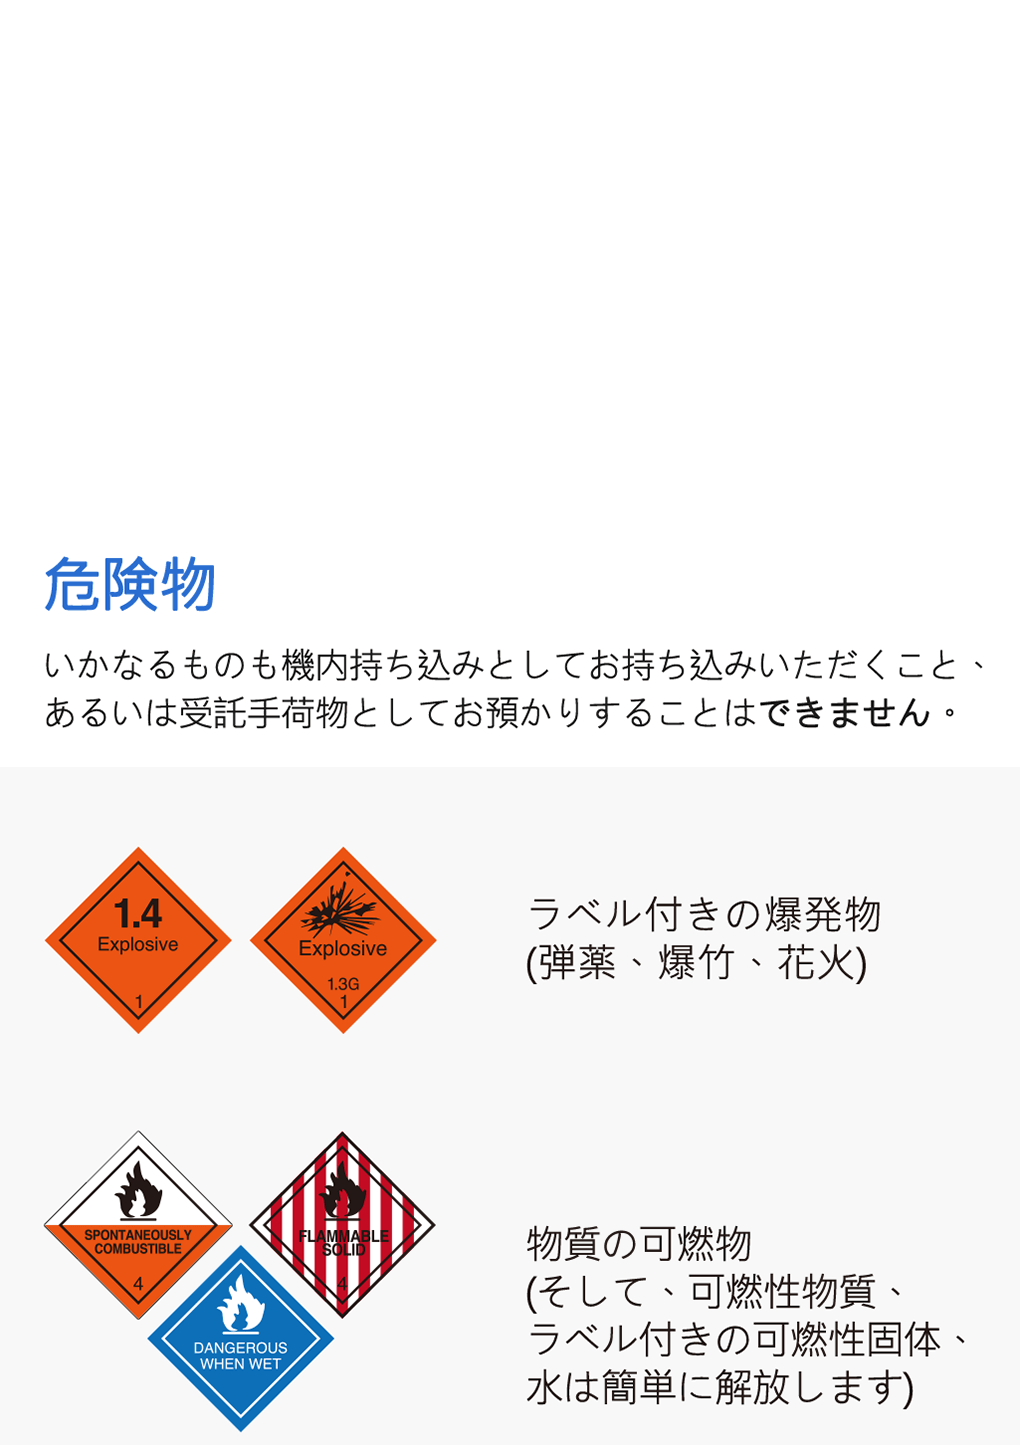 危険物
いかなるものも機内持ち込みとしてお持ち込みいただくこと、
あるいは受託手荷物としてお預かりすることはできません。
1.4
Explosive
1
Explosive
1.3G
1
ラベル付きの爆発物
(弾薬、爆竹、花火)
SPONTANEOUSLY
COMBUSTIBLE
4
FLAMMABLE
SOLID
4
DANGEROUS
WHEN WET
物質の可燃物
(そして、可燃性物質、
ラベル付きの可燃性固体、
水は簡単に解放します)